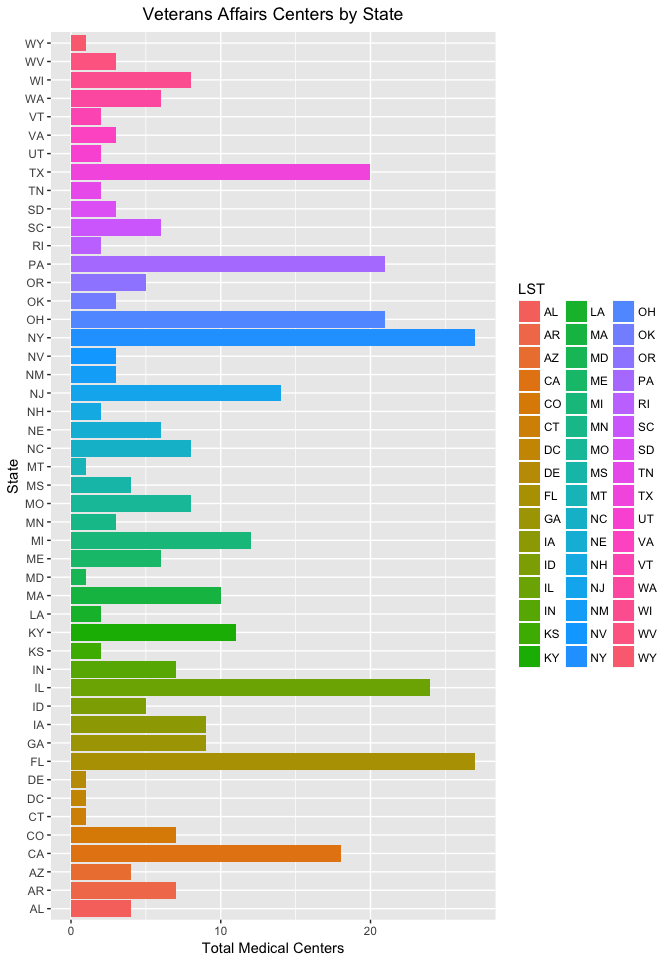 Veterans Affairs Centers by State
State
WY
WV
WI
WA
VT
VA
UT
TX
TN
SD
SC
RI
PA
OR
OK
OH
NY
NV
NM
NJ
NH
NE
NC
MT
MS
MO
MN
MI
ME
MD
MA
LA
KY
KS
IN
IL
ID
IA
GA
FL
DE
DC
CT
CO
CA
AZ
AR
AL
0 10 20
Total Medical Centers
LST
AL LA OH
AR MA OK
AZ MD OR
CA ME PA
CO MI RI
CT MN SC
DC MO SD
DE MS TN
FL MT TX
GA NC UT
IA NE VA
ID NH VT
IL NJ WA
IN NM WI
KS NV WV
KY NY WY